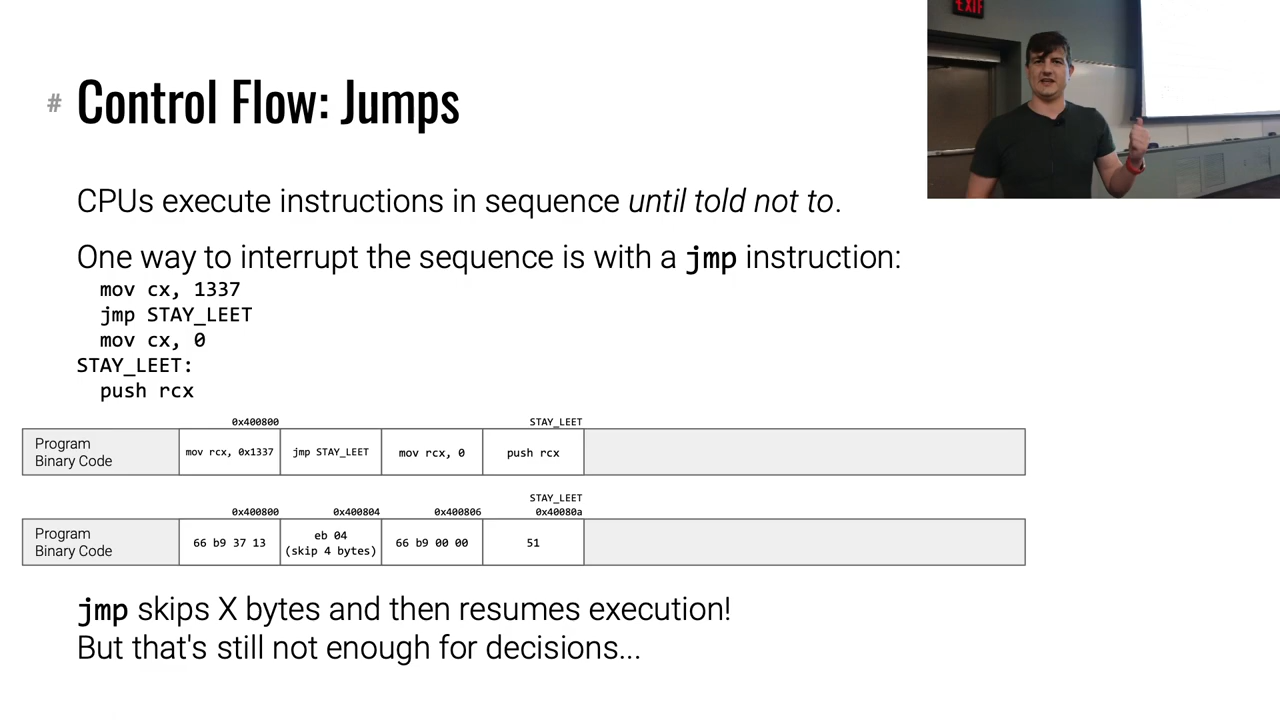 EXIT
# Control Flow: Jumps
CPUs execute instructions in sequence until told not to.
One way to interrupt the sequence is with a jmp instruction:
mov cx, 1337
jmp STAY_LEET
mov cx, 0
STAY_LEET:
push rcx
0x400800 STAY_LEET
Program
Binary Code
mov rcx, 0x1337 jmp STAY_LEET mov rcx, 0 push rcx
STAY_LEET
0x400800 0x400804 0x400806 0x40080a
Program
Binary Code
66 b9 37 13 eb 04 66 b9 00 00 51
(skip 4 bytes)
jmp skips X bytes and then resumes execution!
But that's still not enough for decisions...